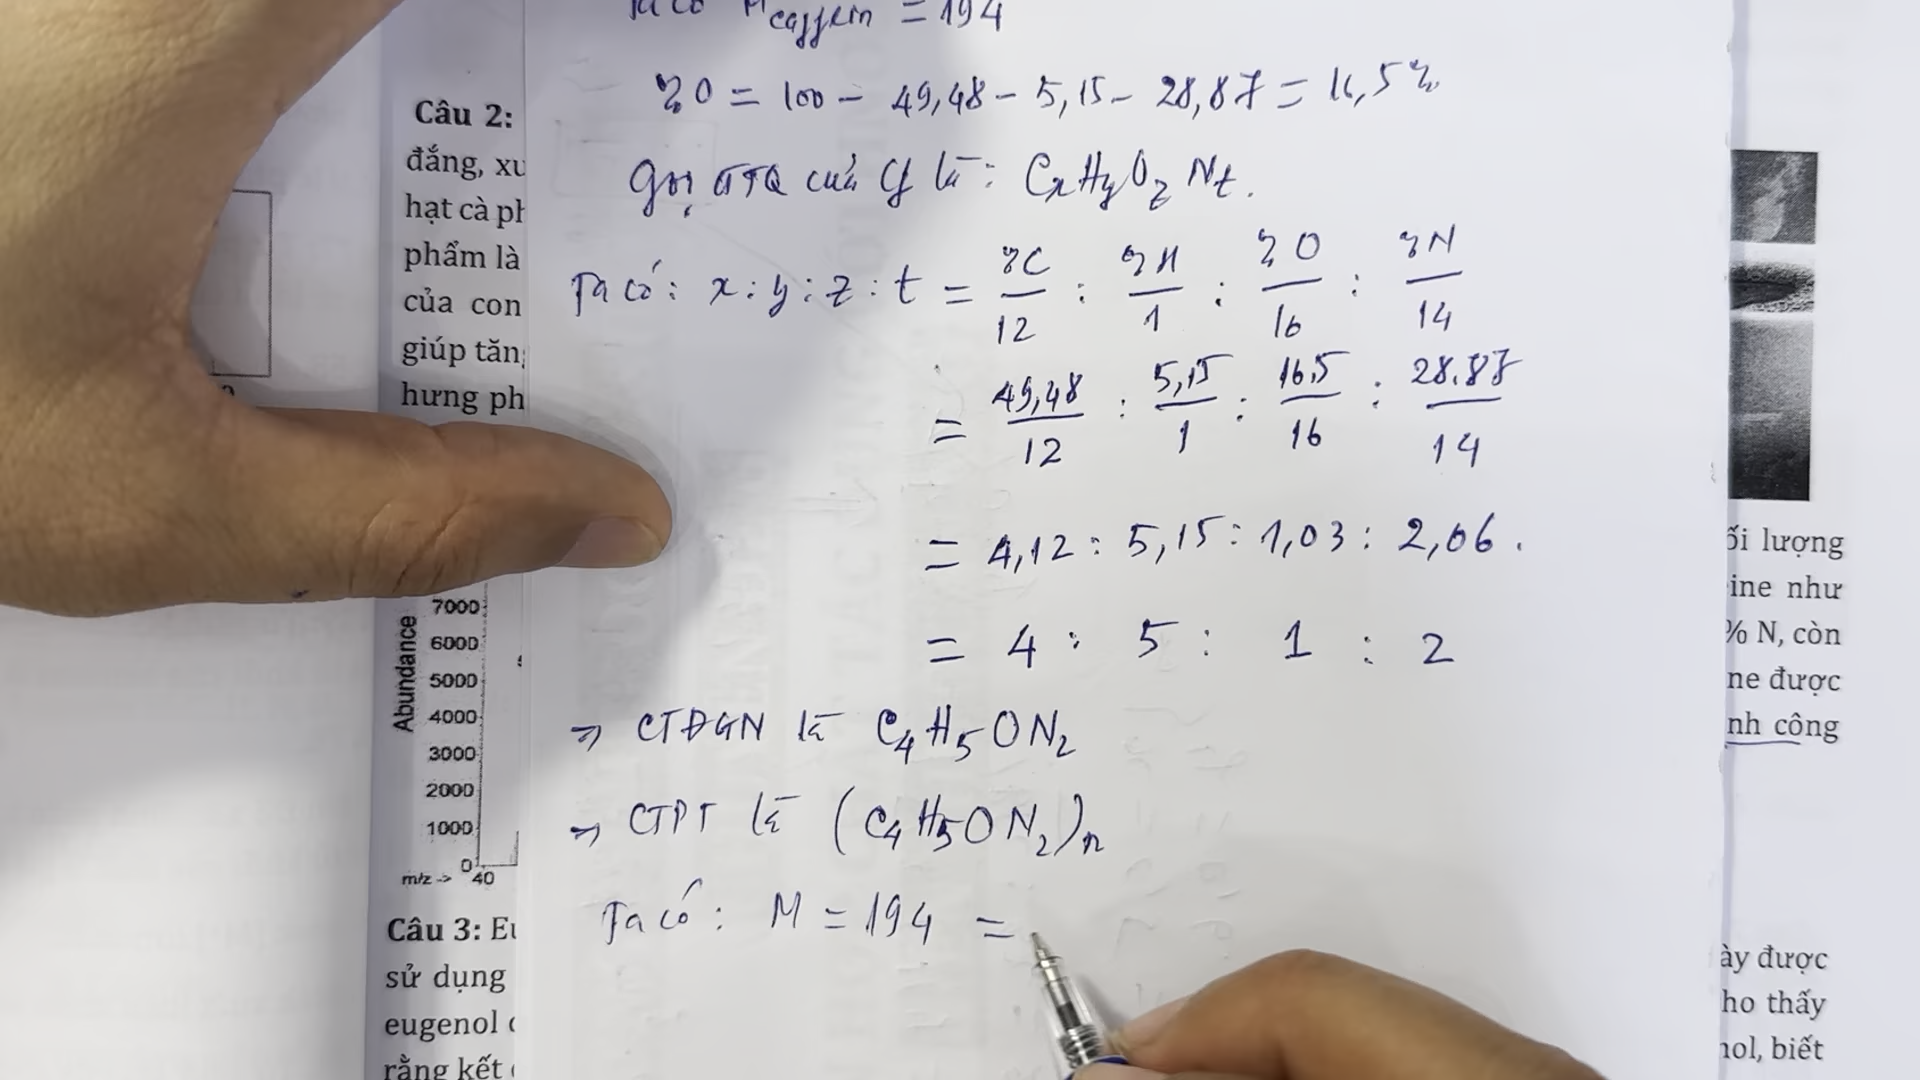 Ta có M caffein = 194
%O = 100 - 49,48 - 5,15 - 28,87 = 16,5%
Gọi CTTQ của Cf là: CxHyOzNt.
Ta có: x : y : z : t = %C/12 : %H/1 : %O/16 : %N/14
= 49,48/12 : 5,15/1 : 16,5/16 : 28.87/14
= 4,12 : 5,15 : 1,03 : 2,06.
= 4 : 5 : 1 : 2
=> CTĐGN là C4H5ON2
=> CTPT là (C4H5ON2)n
Ta có: M = 194 =
Câu 2:
đắng, xu
hạt cà ph
phẩm là
của con
giúp tăn
hưng ph
Abundance
7000
6000
5000
4000
3000
2000
1000
0
m/z -> 40
Câu 3: Eu
sử dụng
eugenol
rằng kết
ối lượng
ine như
% N, còn
ne được
nh công
ày được
ho thấy
nol, biết